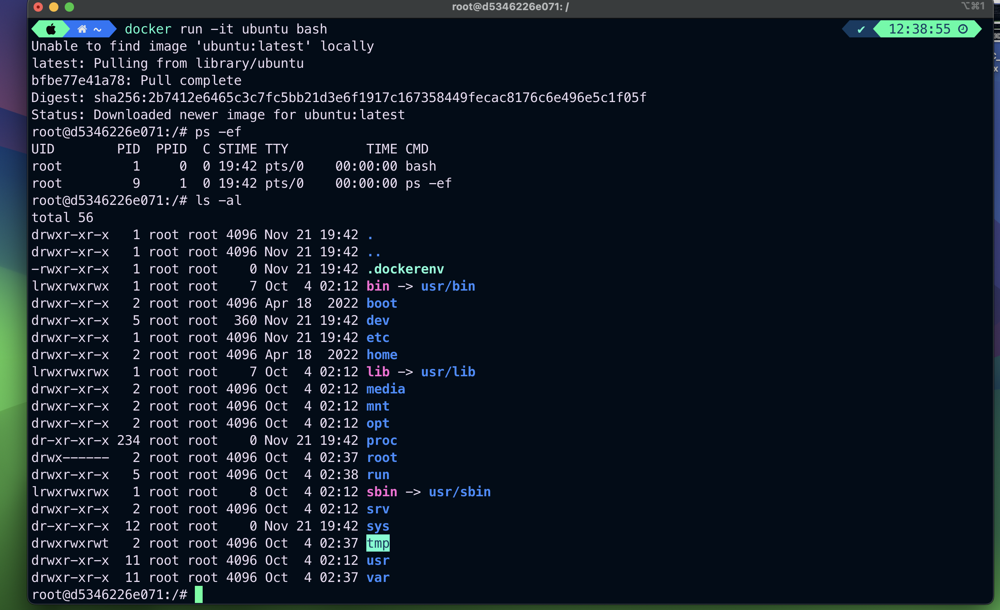 root@d5346226e071: /
⌥⌘1
~ docker run -it ubuntu bash ✔ 12:38:55
Unable to find image 'ubuntu:latest' locally
latest: Pulling from library/ubuntu
bfbe77e41a78: Pull complete
Digest: sha256:2b7412e6465c3c7fc5bb21d3e6f1917c167358449fecac8176c6e496e5c1f05f
Status: Downloaded newer image for ubuntu:latest
root@d5346226e071:/# ps -ef
UID        PID  PPID  C STIME TTY          TIME CMD
root         1     0  0 19:42 pts/0    00:00:00 bash
root         9     1  0 19:42 pts/0    00:00:00 ps -ef
root@d5346226e071:/# ls -al
total 56
drwxr-xr-x   1 root root 4096 Nov 21 19:42 .
drwxr-xr-x   1 root root 4096 Nov 21 19:42 ..
-rwxr-xr-x   1 root root    0 Nov 21 19:42 .dockerenv
lrwxrwxrwx   1 root root    7 Oct  4 02:12 bin -> usr/bin
drwxr-xr-x   2 root root 4096 Apr 18  2022 boot
drwxr-xr-x   5 root root  360 Nov 21 19:42 dev
drwxr-xr-x   1 root root 4096 Nov 21 19:42 etc
drwxr-xr-x   2 root root 4096 Apr 18  2022 home
lrwxrwxrwx   1 root root    7 Oct  4 02:12 lib -> usr/lib
drwxr-xr-x   2 root root 4096 Oct  4 02:12 media
drwxr-xr-x   2 root root 4096 Oct  4 02:12 mnt
drwxr-xr-x   2 root root 4096 Oct  4 02:12 opt
dr-xr-xr-x 234 root root    0 Nov 21 19:42 proc
drwx------   2 root root 4096 Oct  4 02:37 root
drwxr-xr-x   5 root root 4096 Oct  4 02:38 run
lrwxrwxrwx   1 root root    8 Oct  4 02:12 sbin -> usr/sbin
drwxr-xr-x   2 root root 4096 Oct  4 02:12 srv
dr-xr-xr-x  12 root root    0 Nov 21 19:42 sys
drwxrwxrwt   2 root root 4096 Oct  4 02:37 tmp
drwxr-xr-x  11 root root 4096 Oct  4 02:12 usr
drwxr-xr-x  11 root root 4096 Oct  4 02:37 var
root@d5346226e071:/#